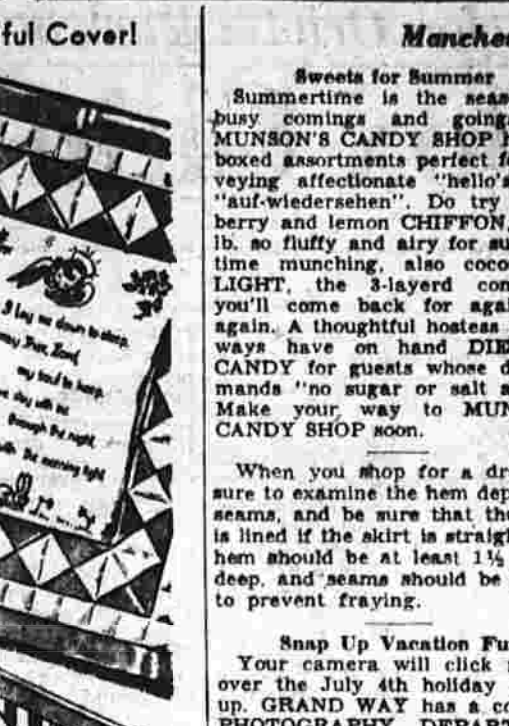 ful Cover!
I lay me down to sleep,
my soul to keep,
through the night
the morning light
Manche
Sweets for Summer
Summertime is the seas
busy comings and going
MUNSON'S CANDY SHOP
boxed assortments perfect f
veying affectionate "hello's
"auf-wiedersehen". Do try
berry and lemon CHIFFON,
lb. so fluffy and airy for su
time munching, also coco
LIGHT, the 3-layerd con
you'll come back for agai
again. A thoughtful hostess
ways have on hand DIE
CANDY for guests whose d
mands "no sugar or salt a
Make your way to MUN
CANDY SHOP soon.
When you shop for a dr
sure to examine the hem dep
seams, and be sure that the
is lined if the skirt is straigh
hem should be at least 1½
deep, and seams should be
to prevent fraying.
Snap Up Vacation Fu
Your camera will click
over the July 4th holiday
up. GRAND WAY has a co
PHOTOGRAPHY DEPAR